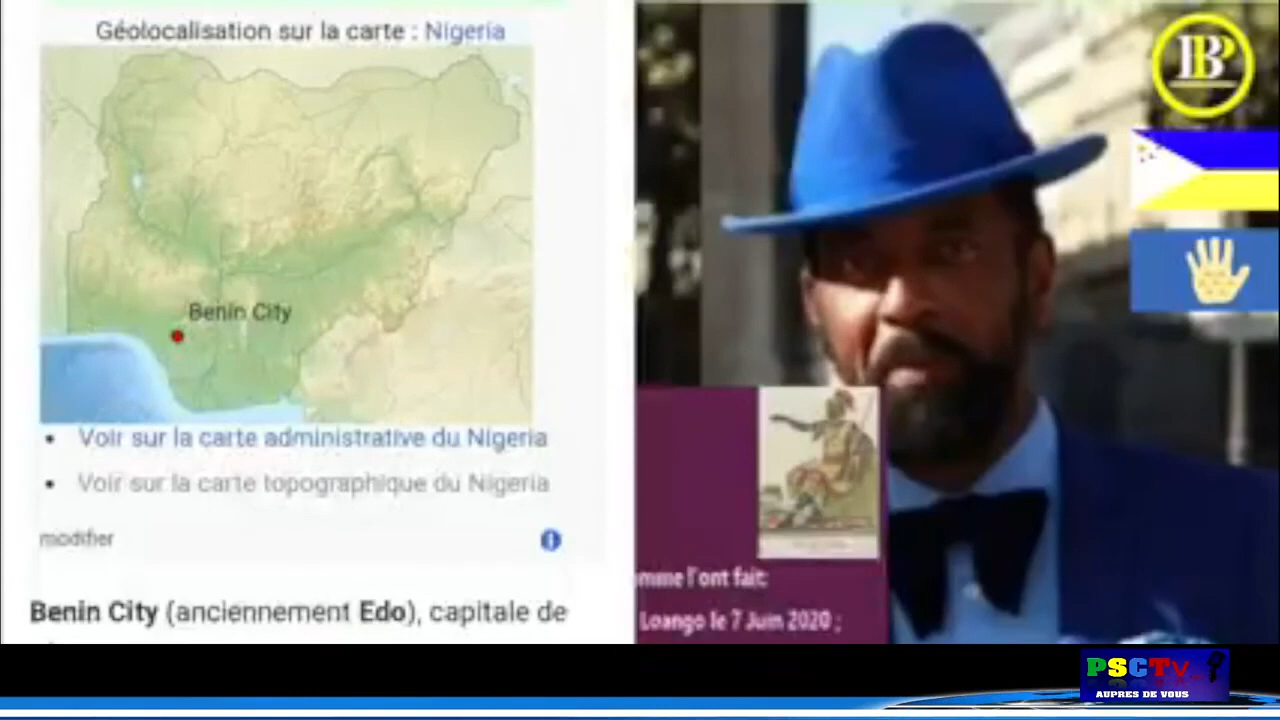 Géolocalisation sur la carte : Nigeria
Benin City
• Voir sur la carte administrative du Nigeria
• Voir sur la carte topographique du Nigeria
modifier
Benin City (anciennement Edo), capitale de
BP
mme l'ont fait:
Loango le 7 Juin 2020 ;
PSCTv
AUPRES DE VOUS